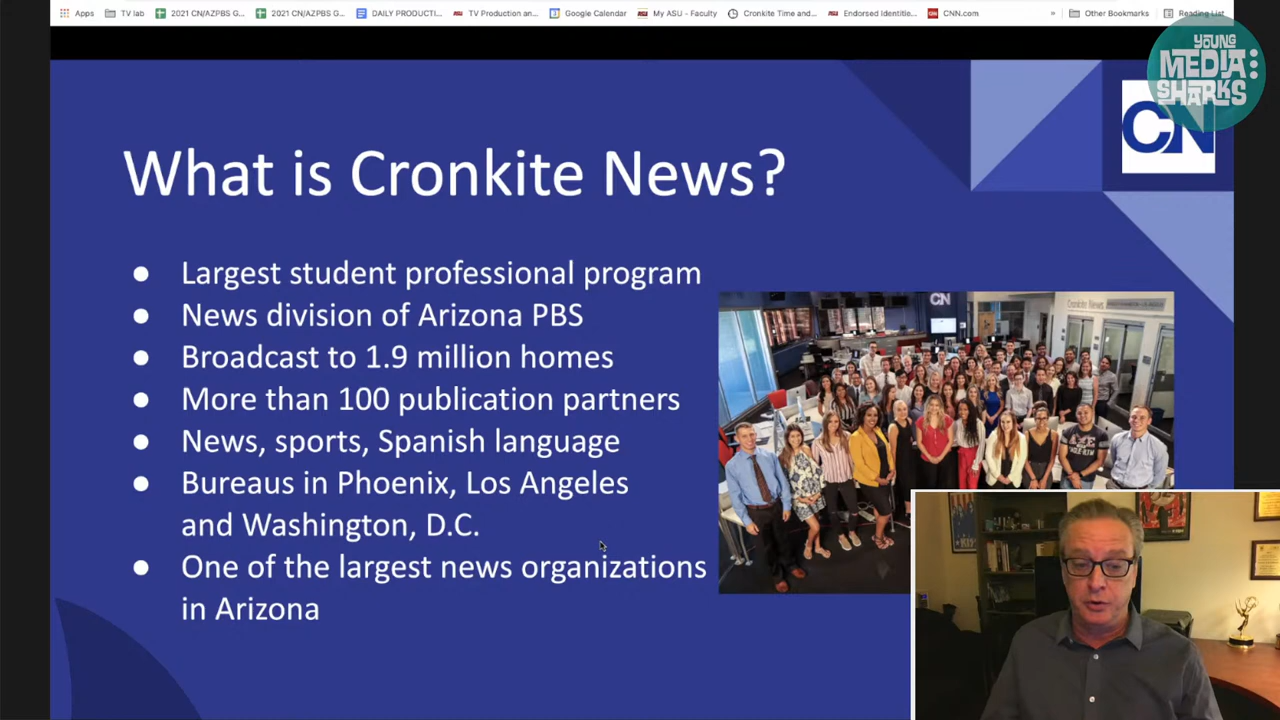 Apps
TV lab
2021 CN/AZPBS G...
2021 CN/AZPBS G...
DAILY PRODUCTI...
TV Production an...
Google Calendar
My ASU - Faculty
Cronkite Time and...
Endorsed Identitie...
CNN.com
»
Other Bookmarks
Reading List
YOUNG
MEDIA
SHARKS
CN
What is Cronkite News?
● Largest student professional program
● News division of Arizona PBS
● Broadcast to 1.9 million homes
● More than 100 publication partners
● News, sports, Spanish language
● Bureaus in Phoenix, Los Angeles
and Washington, D.C.
● One of the largest news organizations
in Arizona
CN
Cronkite News